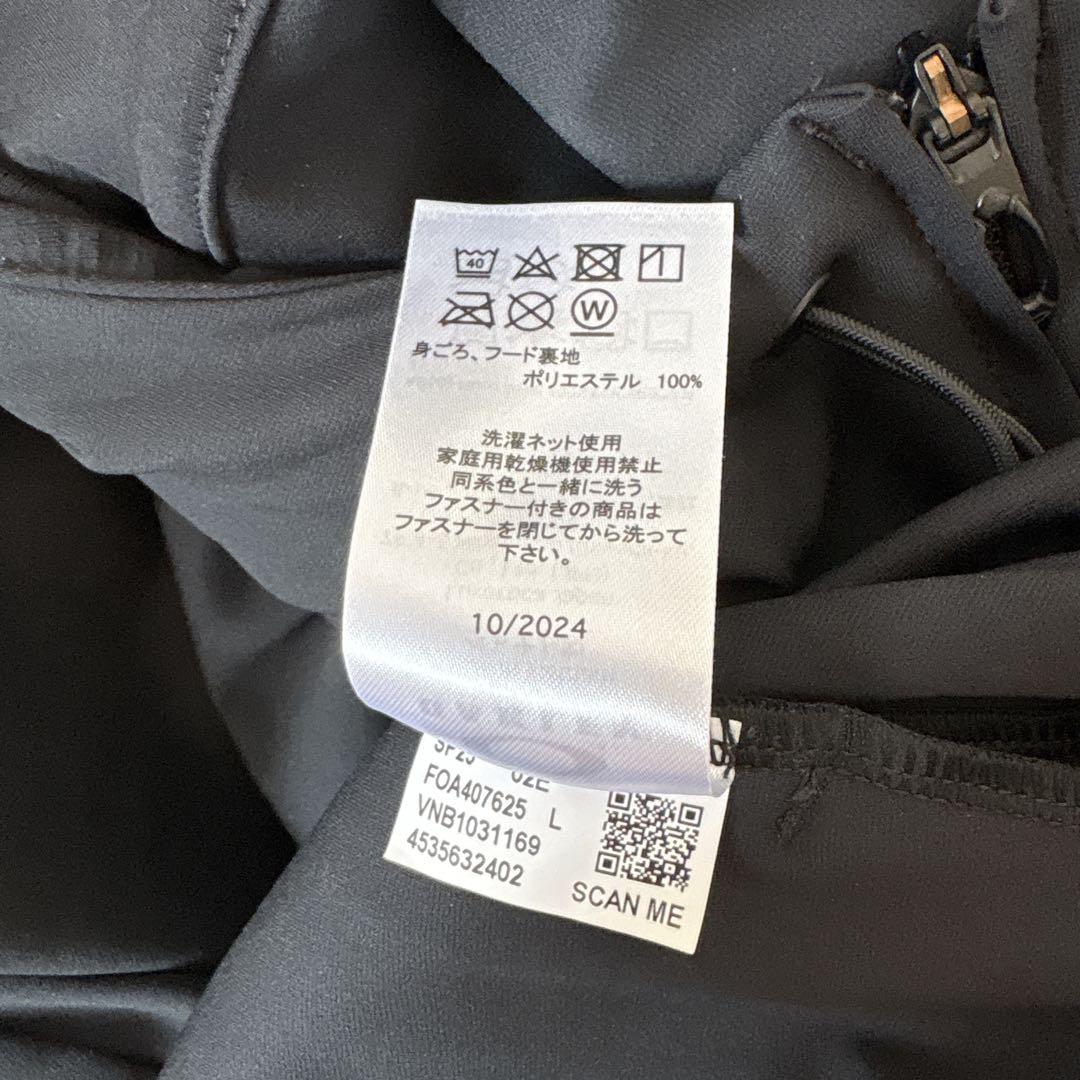 40
W
身ごろ、フード裏地
ポリエステル 100%
洗濯ネット使用
家庭用乾燥機使用禁止
同系色と一緒に洗う
ファスナー付きの商品は
ファスナーを閉じてから洗って
下さい。
10/2024
02E
FOA407625 L
VNB1031169
4535632402
SCAN ME